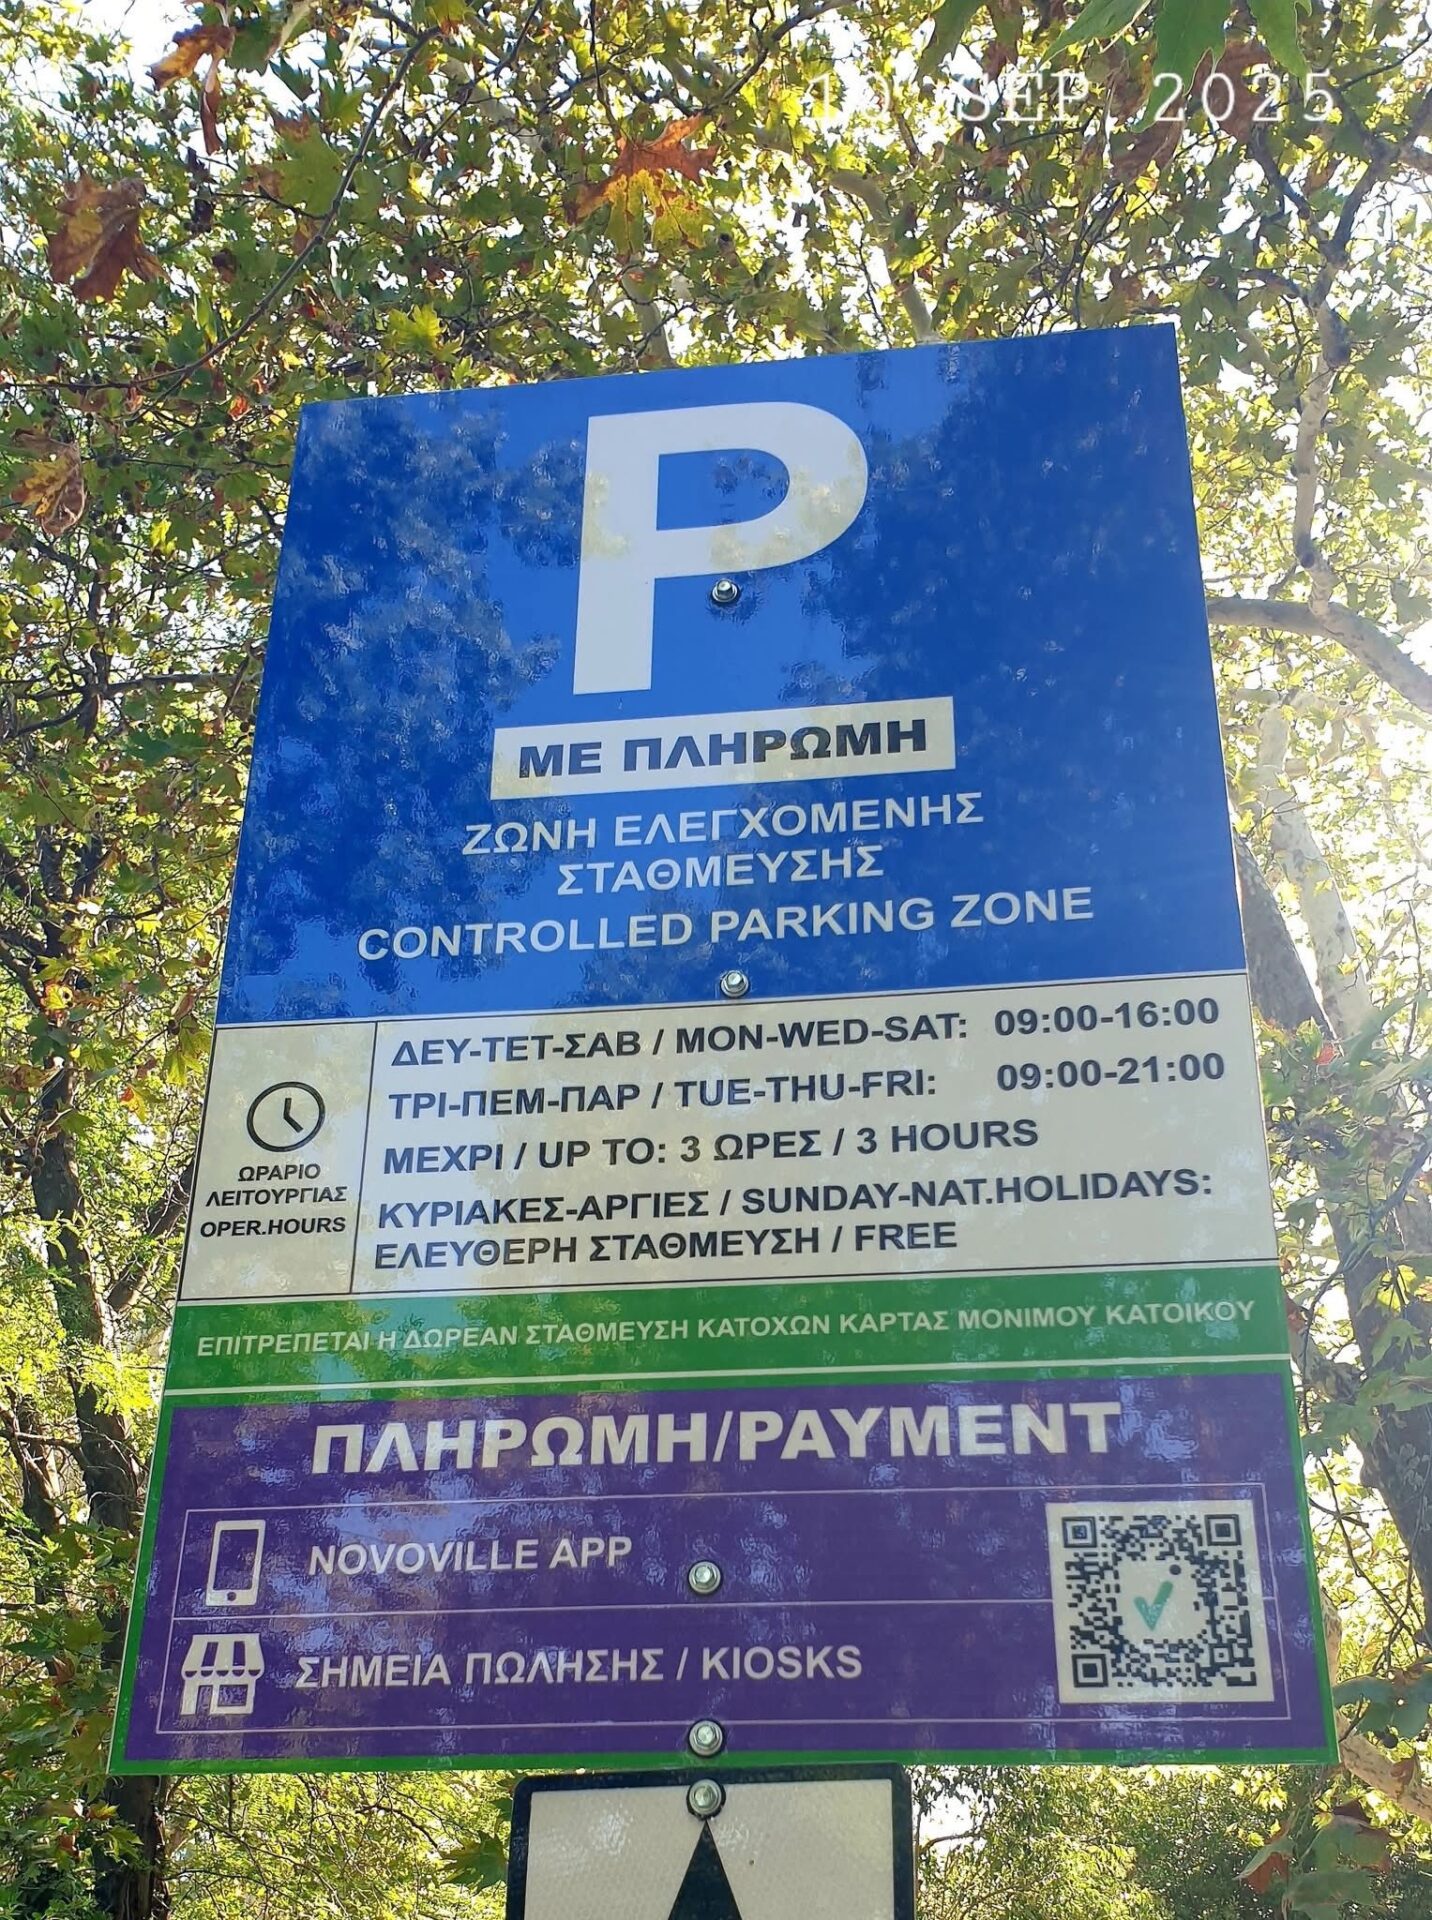 10 SEP 2025
P
ΜΕ ΠΛΗΡΩΜΗ
ΖΩΝΗ ΕΛΕΓΧΟΜΕΝΗΣ
ΣΤΑΘΜΕΥΣΗΣ
CONTROLLED PARKING ZONE
ΔΕΥ-ΤΕΤ-ΣΑΒ / MON-WED-SAT: 09:00-16:00
ΤΡΙ-ΠΕΜ-ΠΑΡ / TUE-THU-FRI: 09:00-21:00
ΜΕΧΡΙ / UP TO: 3 ΩΡΕΣ / 3 HOURS
ΚΥΡΙΑΚΕΣ-ΑΡΓΙΕΣ / SUNDAY-NAT.HOLIDAYS:
ΕΛΕΥΘΕΡΗ ΣΤΑΘΜΕΥΣΗ / FREE
ΩΡΑΡΙΟ
ΛΕΙΤΟΥΡΓΙΑΣ
OPER.HOURS
ΕΠΙΤΡΕΠΕΤΑΙ Η ΔΩΡΕΑΝ ΣΤΑΘΜΕΥΣΗ ΚΑΤΟΧΩΝ ΚΑΡΤΑΣ ΜΟΝΙΜΟΥ ΚΑΤΟΙΚΟΥ
ΠΛΗΡΩΜΗ/PAYMENT
NOVOVILLE APP
ΣΗΜΕΙΑ ΠΩΛΗΣΗΣ / KIOSKS